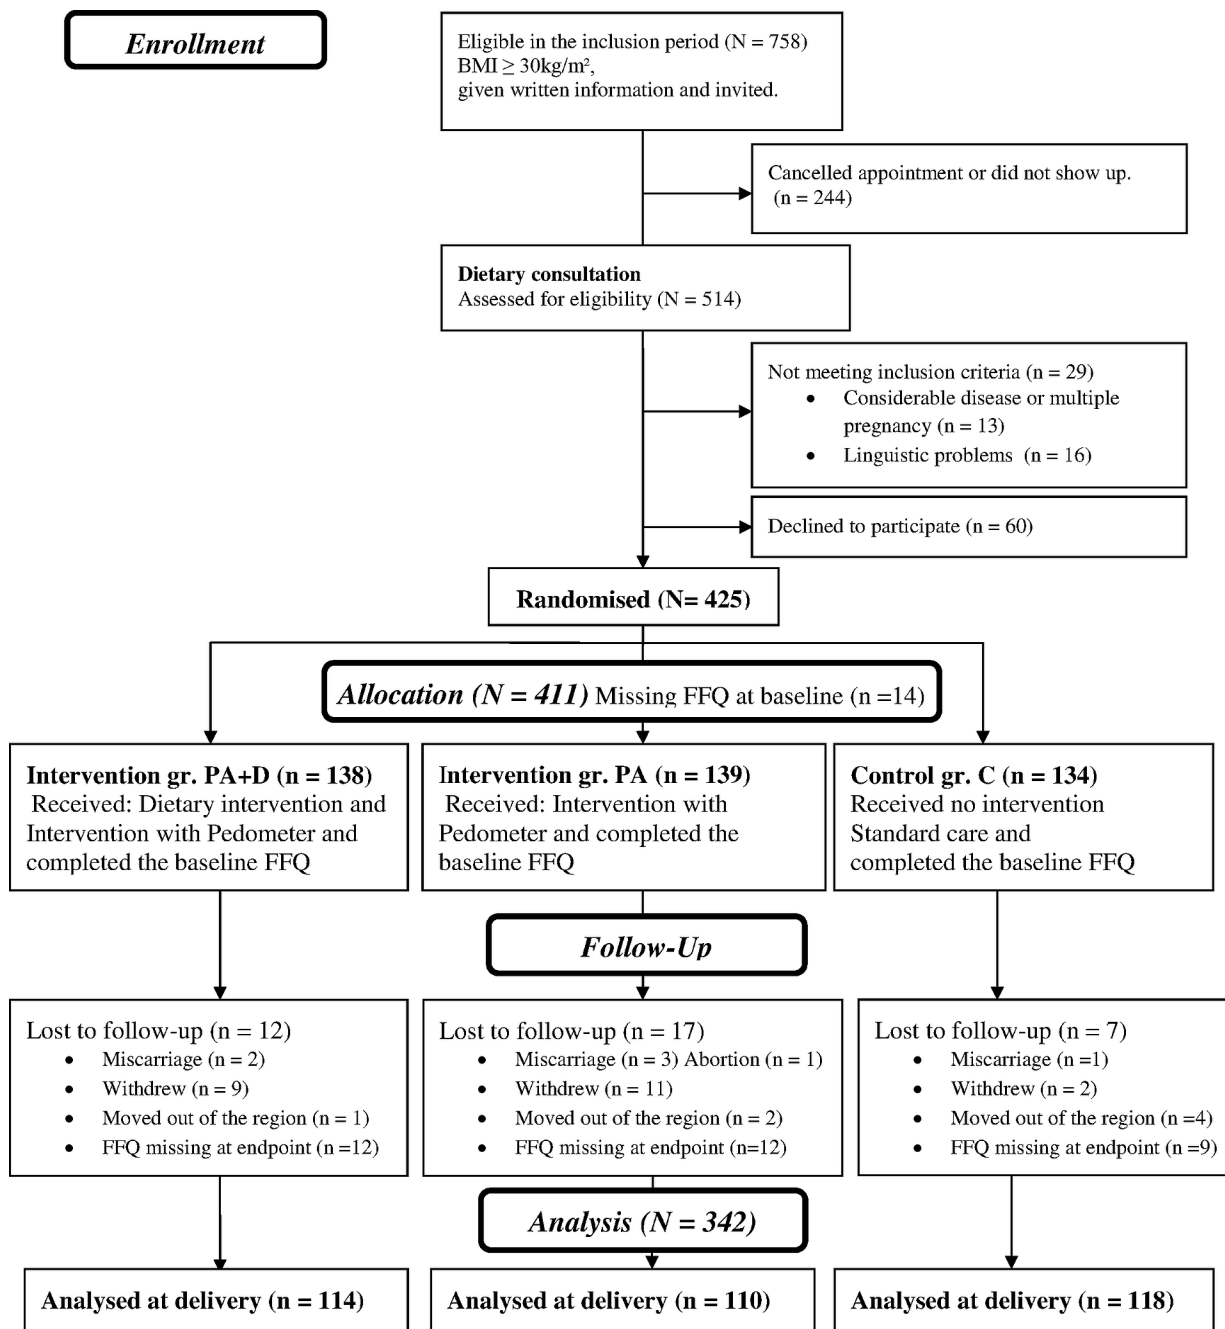 Enrollment
Eligible in the inclusion period (N = 758)
BMI ≥ 30kg/m²,
given written information and invited.
Cancelled appointment or did not show up.
(n = 244)
Dietary consultation
Assessed for eligibility (N = 514)
Not meeting inclusion criteria (n = 29)
• Considerable disease or multiple
pregnancy (n = 13)
• Linguistic problems (n = 16)
Declined to participate (n = 60)
Randomised (N= 425)
Allocation (N = 411) Missing FFQ at baseline (n =14)
Intervention gr. PA+D (n = 138)
Received: Dietary intervention and
Intervention with Pedometer and
completed the baseline FFQ
Intervention gr. PA (n = 139)
Received: Intervention with
Pedometer and completed the
baseline FFQ
Control gr. C (n = 134)
Received no intervention
Standard care and
completed the baseline FFQ
Follow-Up
Lost to follow-up (n = 12)
• Miscarriage (n = 2)
• Withdrew (n = 9)
• Moved out of the region (n = 1)
• FFQ missing at endpoint (n =12)
Lost to follow-up (n = 17)
• Miscarriage (n = 3) Abortion (n = 1)
• Withdrew (n = 11)
• Moved out of the region (n = 2)
• FFQ missing at endpoint (n=12)
Lost to follow-up (n = 7)
• Miscarriage (n =1)
• Withdrew (n = 2)
• Moved out of the region (n =4)
• FFQ missing at endpoint (n =9)
Analysis (N = 342)
Analysed at delivery (n = 114)
Analysed at delivery (n = 110)
Analysed at delivery (n = 118)